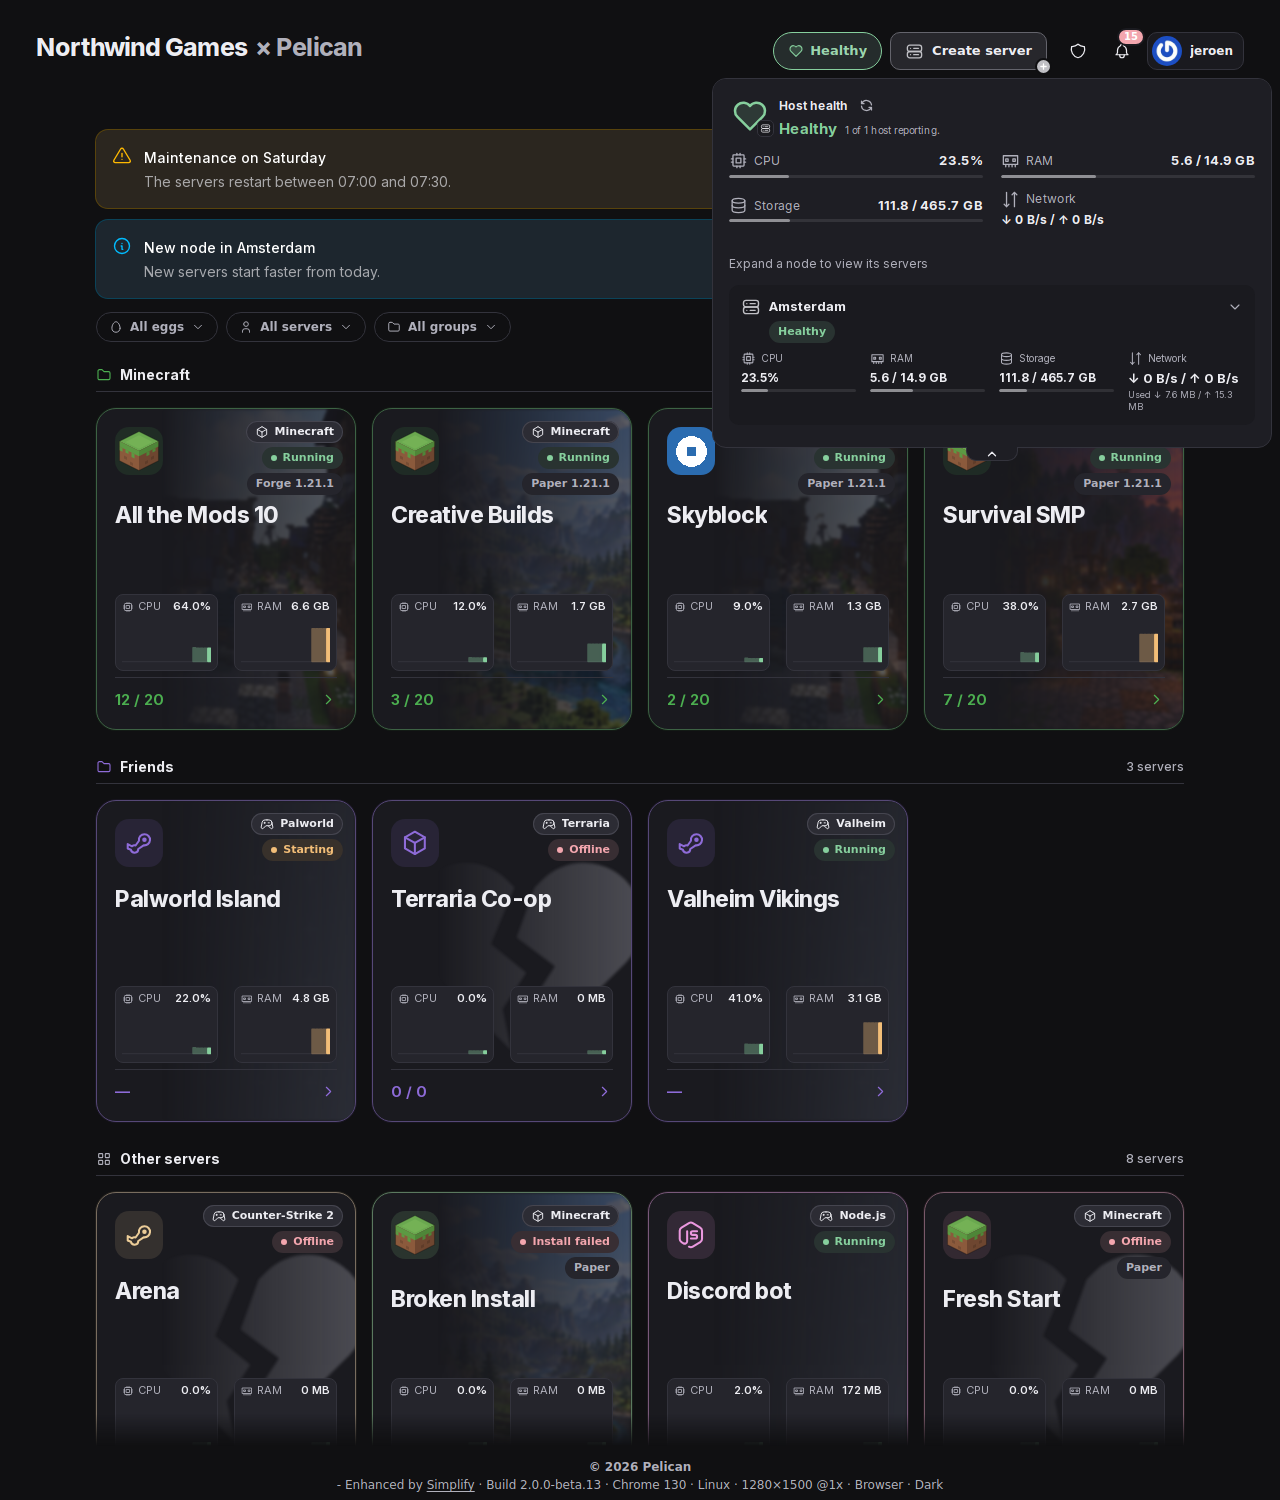 Northwind Games × Pelican
Healthy
Create server
15
jeroen
Host health
Healthy 1 of 1 host reporting.
CPU 23.5%
RAM 5.6 / 14.9 GB
Storage 111.8 / 465.7 GB
Network
↓ 0 B/s / ↑ 0 B/s
Expand a node to view its servers
Amsterdam
Healthy
CPU
23.5%
RAM
5.6 / 14.9 GB
Storage
111.8 / 465.7 GB
Network
↓ 0 B/s / ↑ 0 B/s
Used ↓ 7.6 MB / ↑ 15.3
MB
Maintenance on Saturday
The servers restart between 07:00 and 07:30.
New node in Amsterdam
New servers start faster from today.
All eggs
All servers
All groups
Minecraft
Minecraft
Running
Forge 1.21.1
All the Mods 10
CPU 64.0%
RAM 6.6 GB
12 / 20
Minecraft
Running
Paper 1.21.1
Creative Builds
CPU 12.0%
RAM 1.7 GB
3 / 20
Running
Paper 1.21.1
Skyblock
CPU 9.0%
RAM 1.3 GB
2 / 20
Running
Paper 1.21.1
Survival SMP
CPU 38.0%
RAM 2.7 GB
7 / 20
Friends
3 servers
Palworld
Starting
Palworld Island
CPU 22.0%
RAM 4.8 GB
—
Terraria
Offline
Terraria Co-op
CPU 0.0%
RAM 0 MB
0 / 0
Valheim
Running
Valheim Vikings
CPU 41.0%
RAM 3.1 GB
—
Other servers
8 servers
Counter-Strike 2
Offline
Arena
CPU 0.0%
RAM 0 MB
Minecraft
Install failed
Paper
Broken Install
CPU 0.0%
RAM 0 MB
Node.js
Running
Discord bot
CPU 2.0%
RAM 172 MB
Minecraft
Offline
Paper
Fresh Start
CPU 0.0%
RAM 0 MB
© 2026 Pelican
- Enhanced by Simplify · Build 2.0.0-beta.13 · Chrome 130 · Linux · 1280×1500 @1x · Browser · Dark